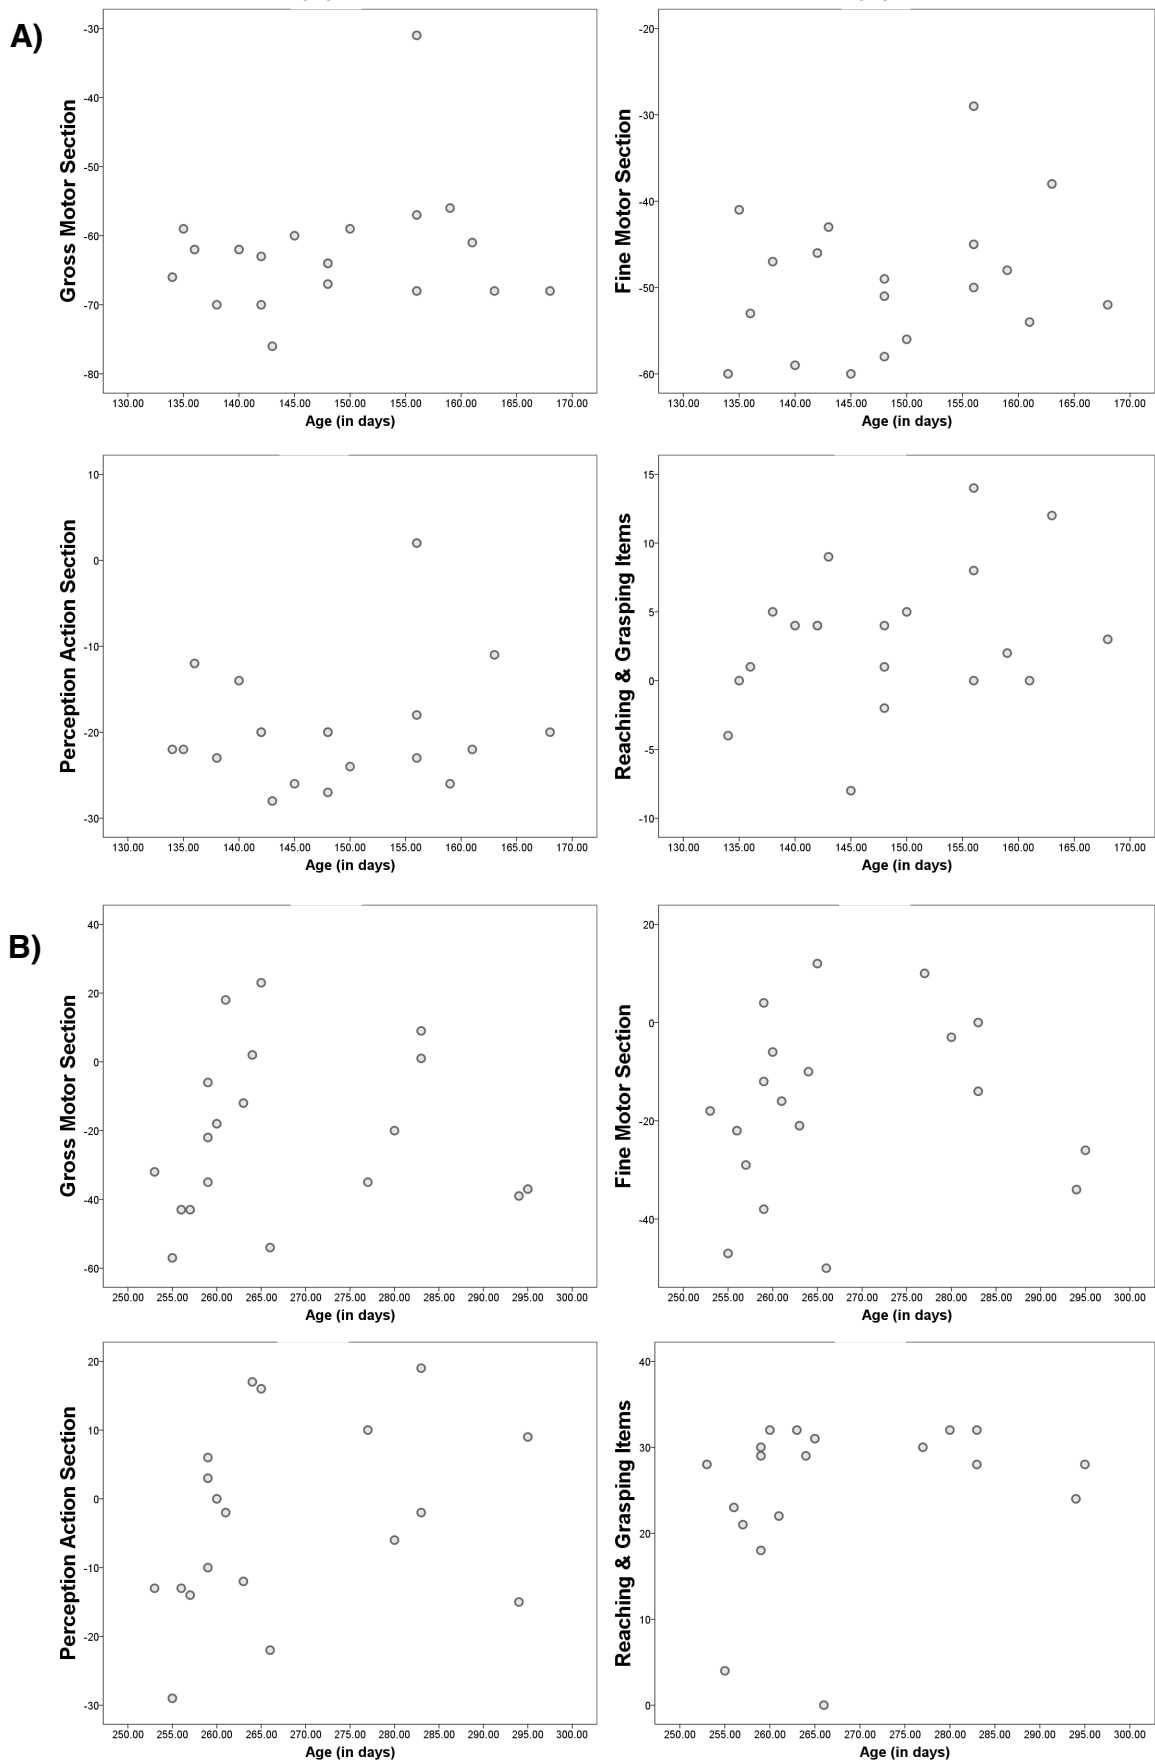 A)
Gross Motor Section
-30
-40
-50
-60
-70
-80
130.00 135.00 140.00 145.00 150.00 155.00 160.00 165.00 170.00
Age (in days)
Fine Motor Section
-20
-30
-40
-50
-60
130.00 135.00 140.00 145.00 150.00 155.00 160.00 165.00 170.00
Age (in days)
Perception Action Section
10
0
-10
-20
-30
130.00 135.00 140.00 145.00 150.00 155.00 160.00 165.00 170.00
Age (in days)
Reaching & Grasping Items
15
10
5
0
-5
-10
130.00 135.00 140.00 145.00 150.00 155.00 160.00 165.00 170.00
Age (in days)
B)
Gross Motor Section
40
20
0
-20
-40
-60
250.00 255.00 260.00 265.00 270.00 275.00 280.00 285.00 290.00 295.00 300.00
Age (in days)
Fine Motor Section
20
0
-20
-40
250.00 255.00 260.00 265.00 270.00 275.00 280.00 285.00 290.00 295.00 300.00
Age (in days)
Perception Action Section
20
10
0
-10
-20
-30
250.00 255.00 260.00 265.00 270.00 275.00 280.00 285.00 290.00 295.00 300.00
Age (in days)
Reaching & Grasping Items
40
30
20
10
0
250.00 255.00 260.00 265.00 270.00 275.00 280.00 285.00 290.00 295.00 300.00
Age (in days)